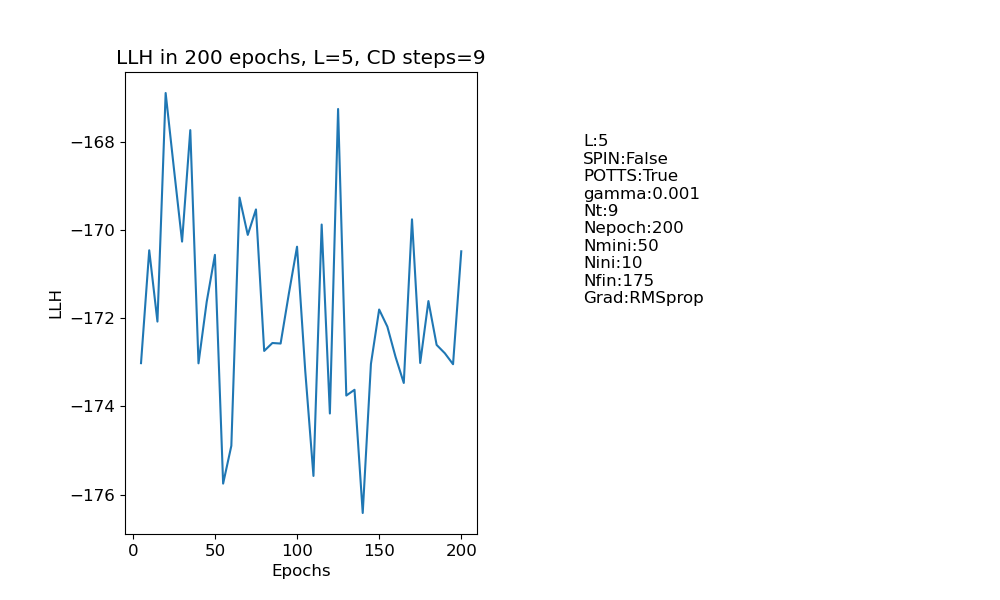 LLH in 200 epochs, L=5, CD steps=9
LLH
−168
−170
−172
−174
−176
0 50 100 150 200
Epochs
L:5
SPIN:False
POTTS:True
gamma:0.001
Nt:9
Nepoch:200
Nmini:50
Nini:10
Nfin:175
Grad:RMSprop